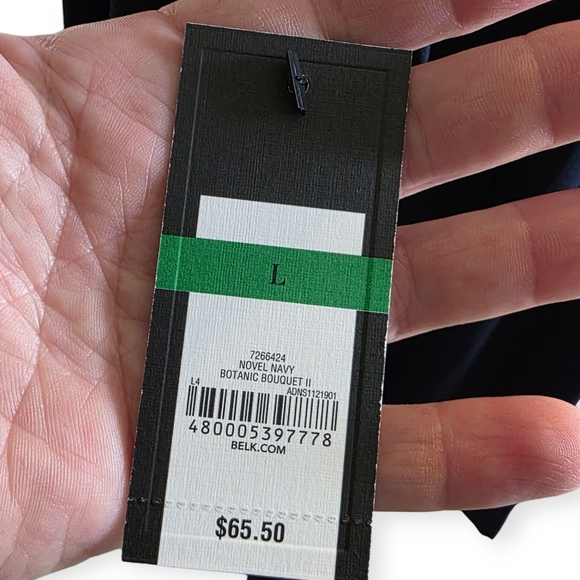 L
7266424
NOVEL NAVY
BOTANIC BOUQUET II
L4 ADNS1121901
480005397778
BELK.COM
$65.50